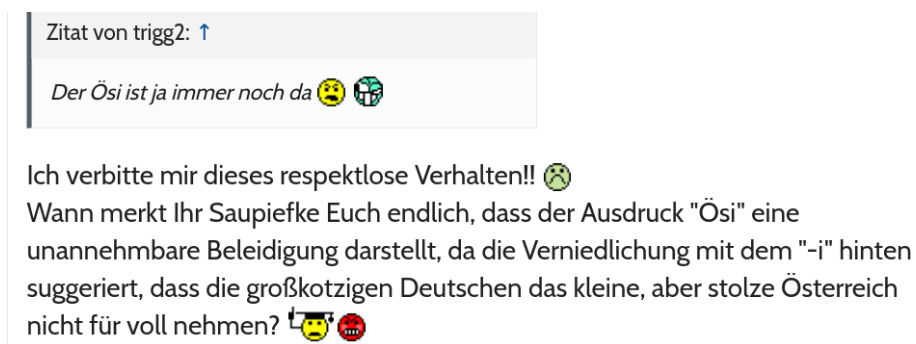 Zitat von trigg2: ↑
Der Ösi ist ja immer noch da
Ich verbitte mir dieses respektlose Verhalten!!
Wann merkt Ihr Saupiefke Euch endlich, dass der Ausdruck "Ösi" eine
unannehmbare Beleidigung darstellt, da die Verniedlichung mit dem "-i" hinten
suggeriert, dass die großkotzigen Deutschen das kleine, aber stolze Österreich
nicht für voll nehmen?